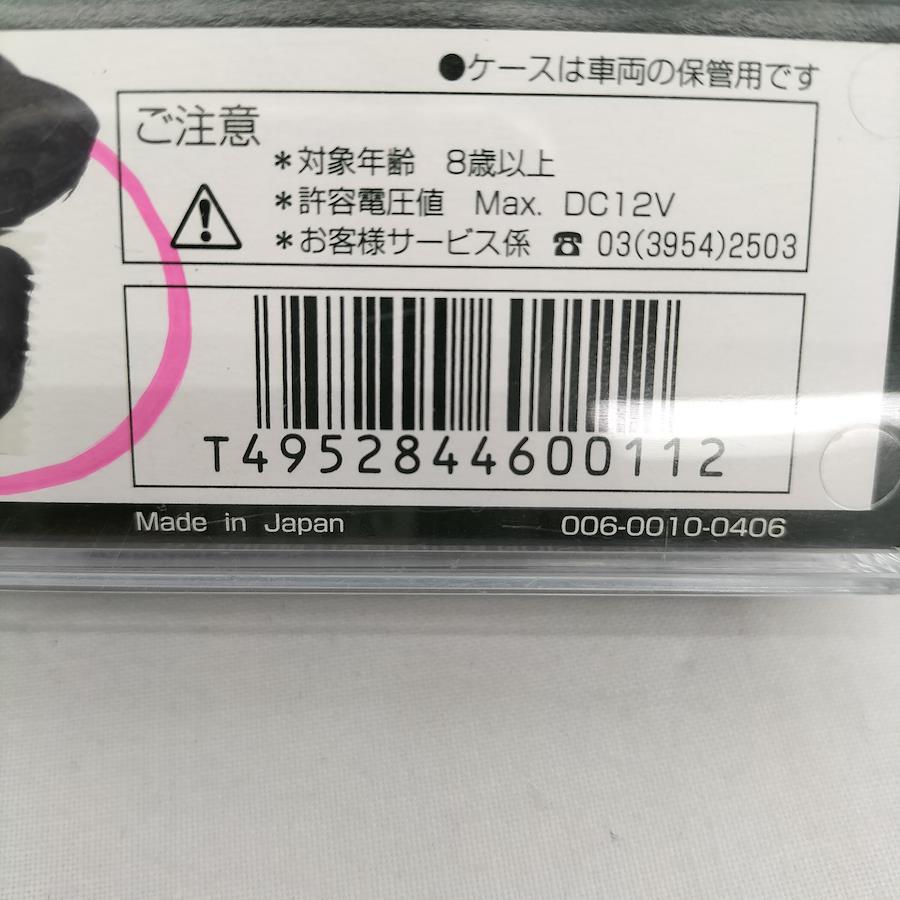 ●ケースは車両の保管用です
ご注意
＊対象年齢　8歳以上
＊許容電圧値　Max. DC12V
＊お客様サービス係 ☎ 03(3954)2503
T4952844600112
Made in Japan
006-0010-0406